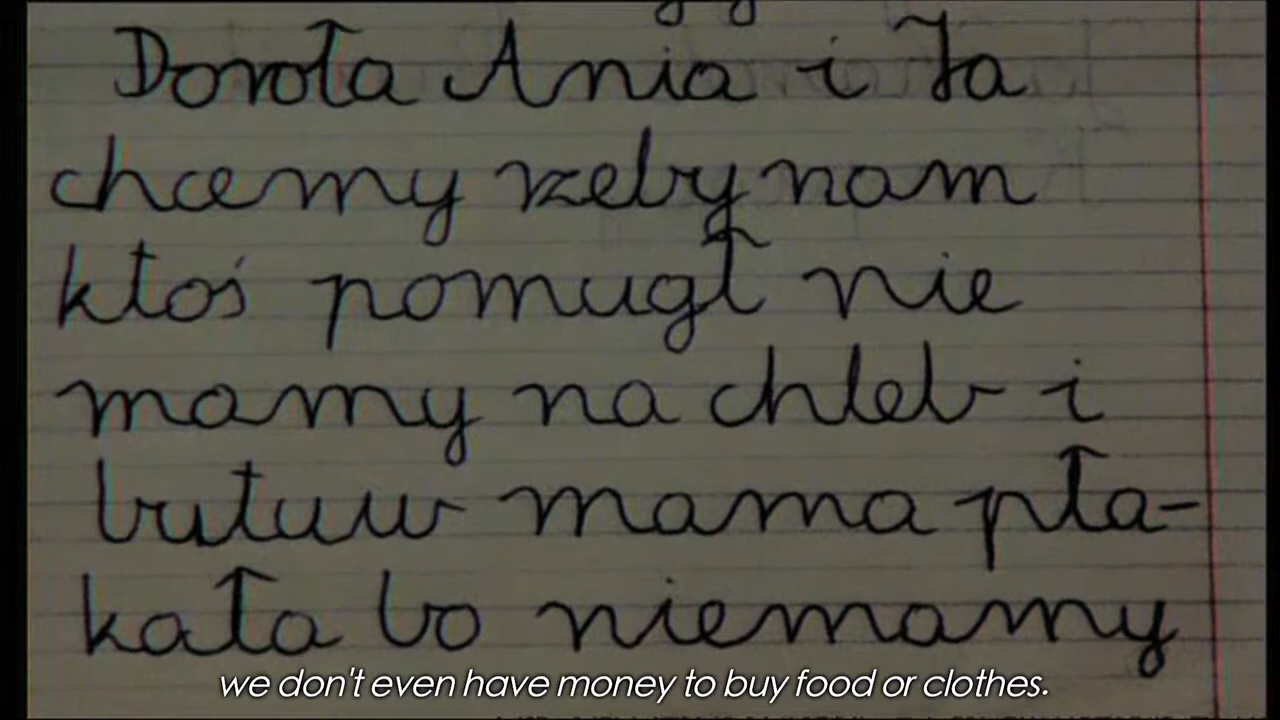 Dorota Ania i Ja
chcemy rzeby nam
ktoś pomugł nie
mamy na chleb i
butuw mama pła-
kała bo niemamy
we don't even have money to buy food or clothes.